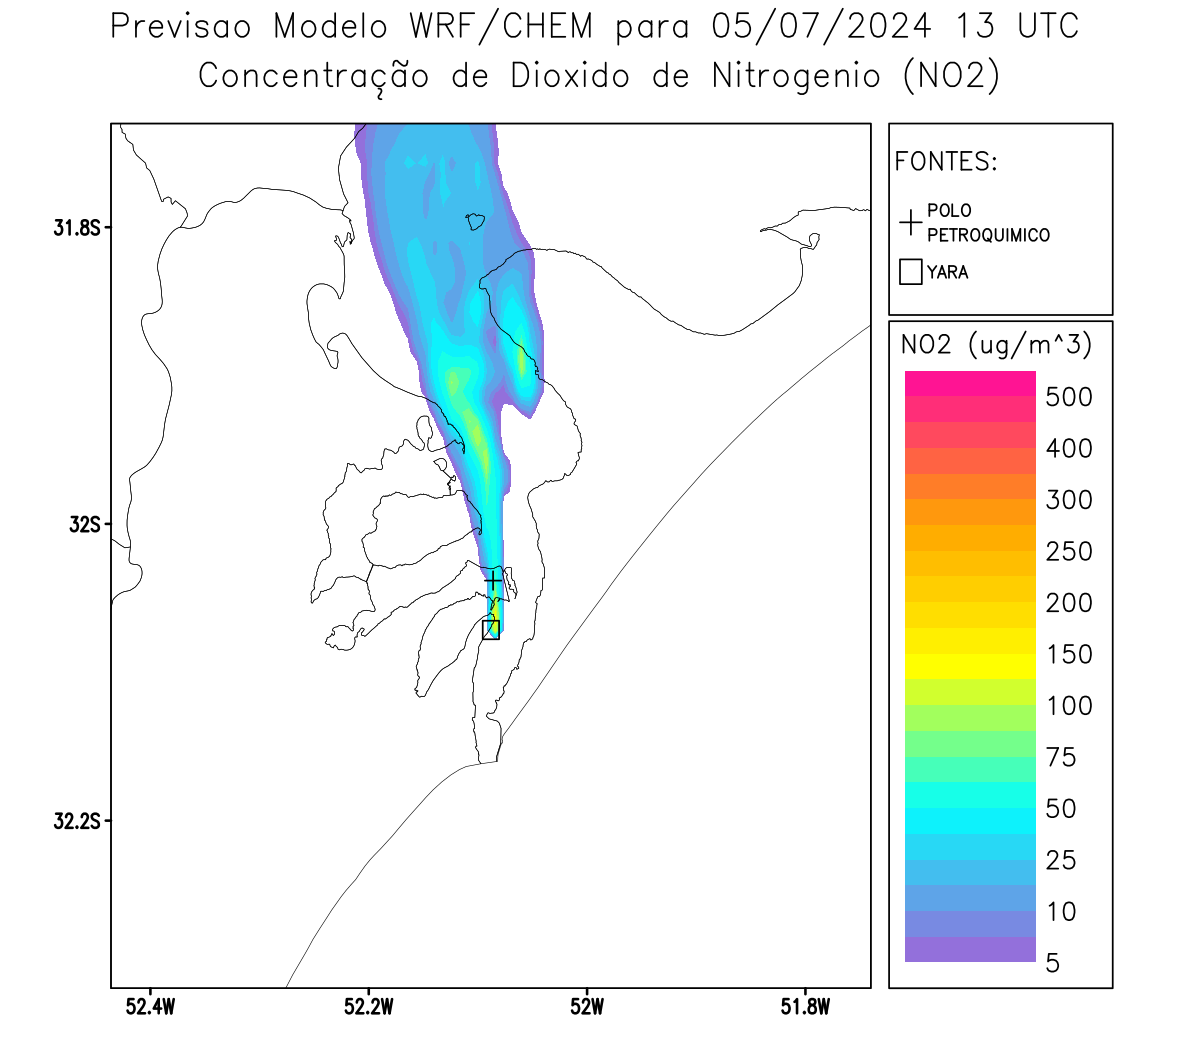 Previsao Modelo WRF/CHEM para 05/07/2024 13 UTC
Concentração de Dioxido de Nitrogenio (NO2)
FONTES:
POLO
PETROQUIMICO
YARA
NO2 (ug/m^3)
500
400
300
250
200
150
100
75
50
25
10
5
31.8S
32S
32.2S
52.4W
52.2W
52W
51.8W